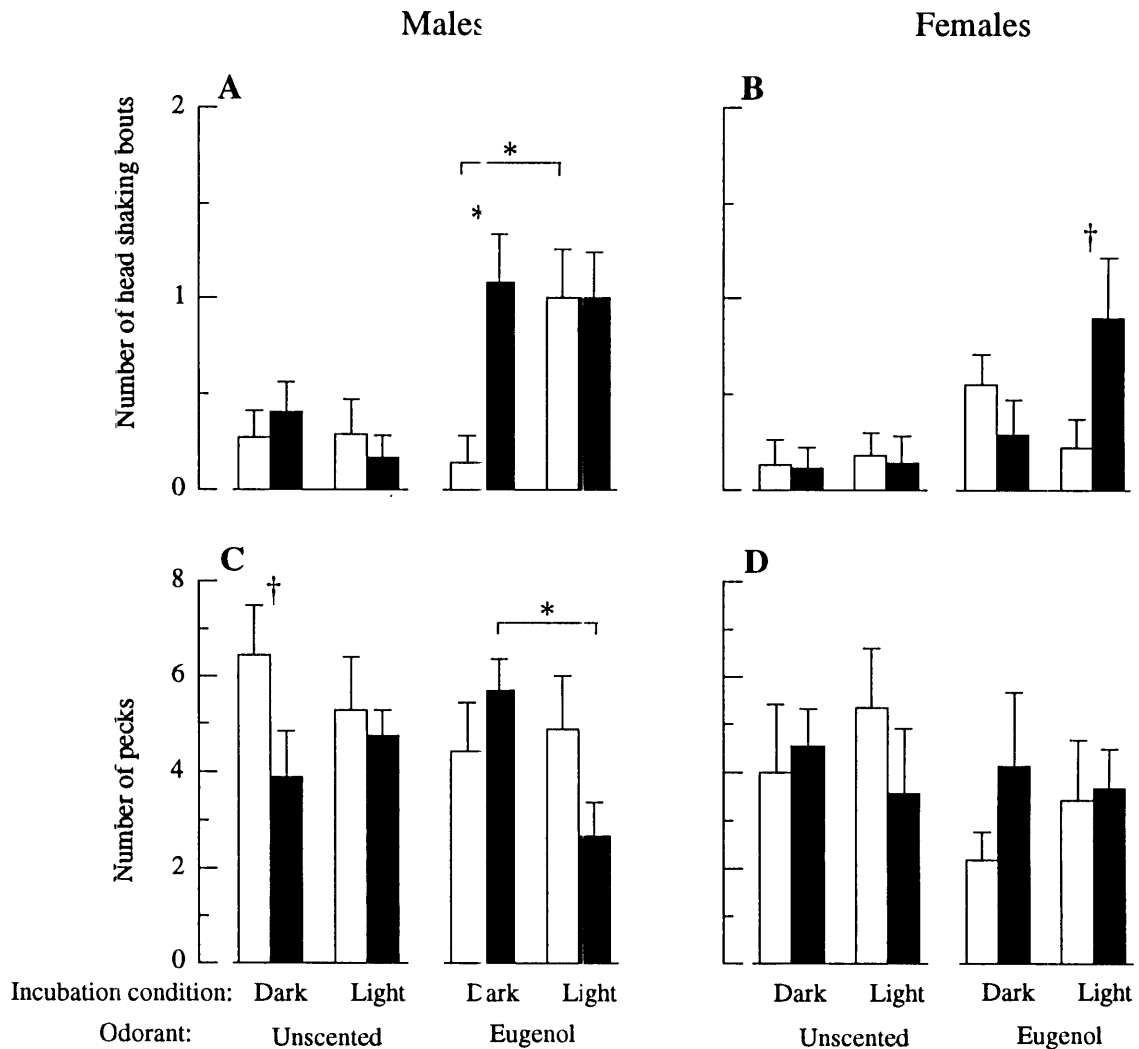 Males Females
A B
2
1
0
Number of head shaking bouts
*
*
†
C D
8
6
4
2
0
Number of pecks
†
*
Incubation condition: Dark Light Dark Light Dark Light Dark Light
Odorant: Unscented Eugenol Unscented Eugenol